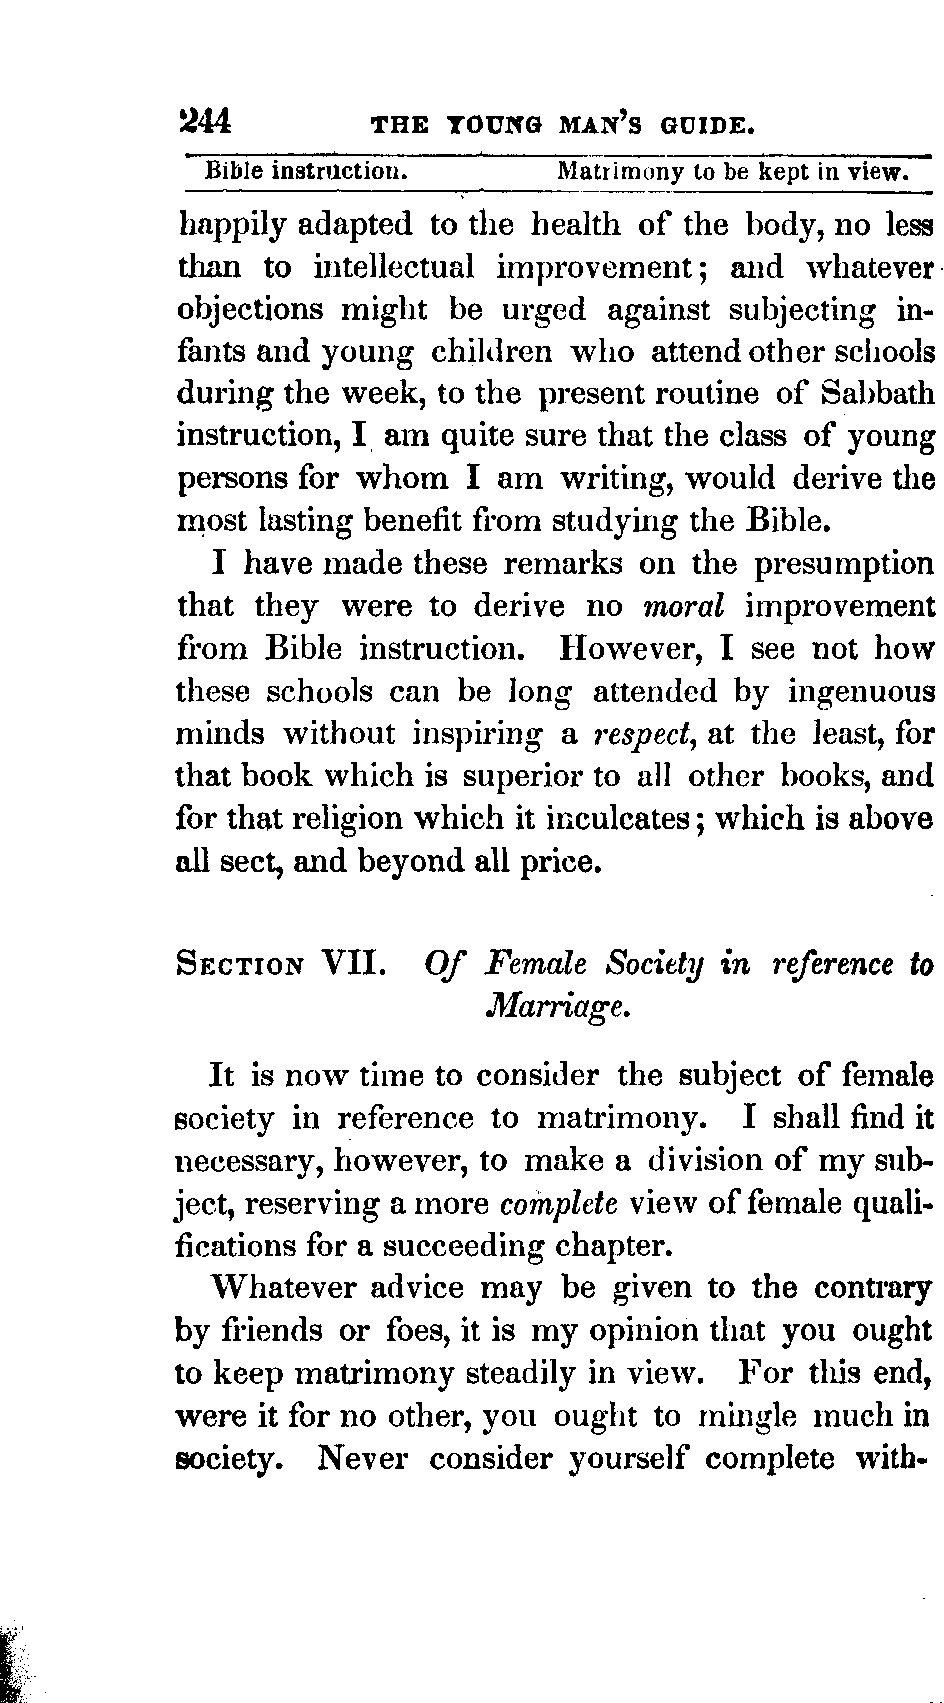 244 THE YOUNG MAN'S GUIDE.
Bible instruction. Matrimony to be kept in view.
happily adapted to the health of the body, no less
than to intellectual improvement; and whatever
objections might be urged against subjecting in-
fants and young children who attend other schools
during the week, to the present routine of Sabbath
instruction, I am quite sure that the class of young
persons for whom I am writing, would derive the
most lasting benefit from studying the Bible.
I have made these remarks on the presumption
that they were to derive no moral improvement
from Bible instruction. However, I see not how
these schools can be long attended by ingenuous
minds without inspiring a respect, at the least, for
that book which is superior to all other books, and
for that religion which it inculcates; which is above
all sect, and beyond all price.
SECTION VII. Of Female Society in reference to
Marriage.
It is now time to consider the subject of female
society in reference to matrimony. I shall find it
necessary, however, to make a division of my sub-
ject, reserving a more complete view of female quali-
fications for a succeeding chapter.
Whatever advice may be given to the contrary
by friends or foes, it is my opinion that you ought
to keep matrimony steadily in view. For this end,
were it for no other, you ought to mingle much in
society. Never consider yourself complete with-